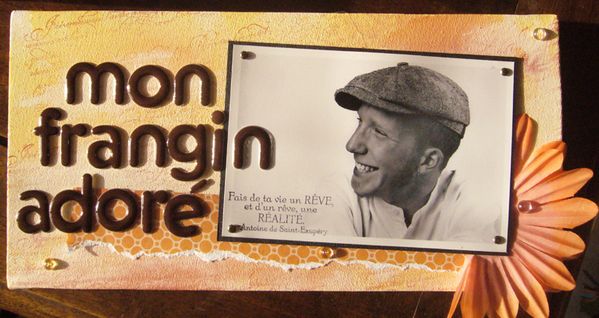 mon
frangin
adoré
Fais de ta vie un RÊVE,
et d'un rêve, une
RÉALITÉ.
Antoine de Saint-Exupéry